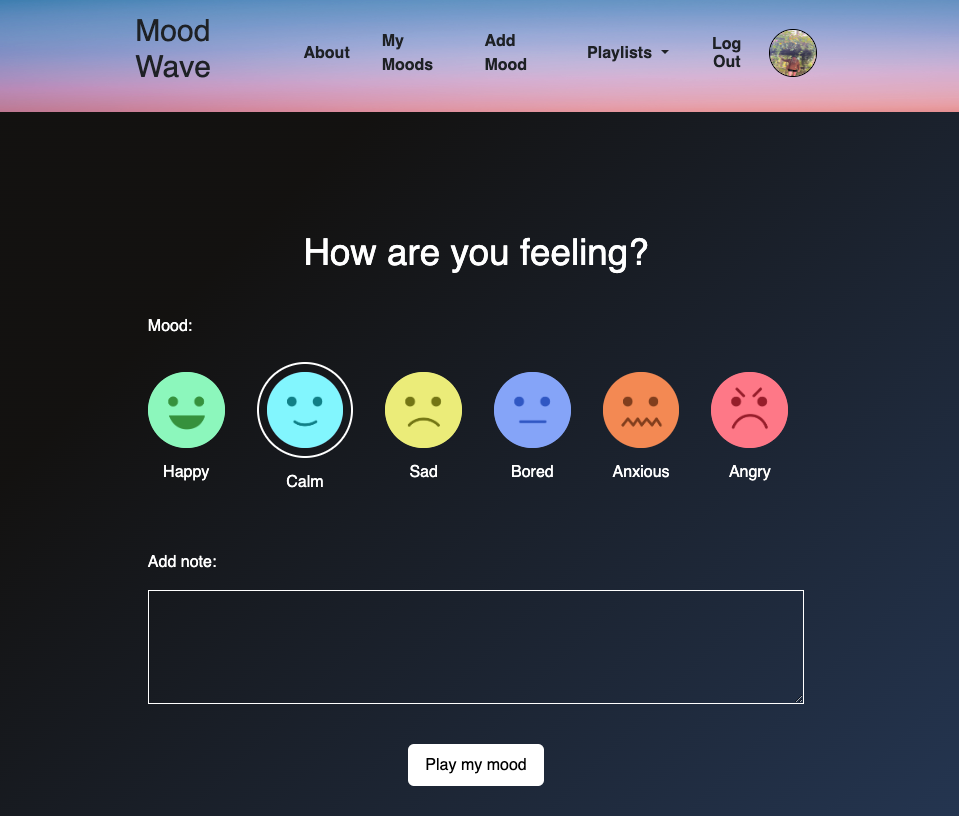 Mood
Wave
About
My
Moods
Add
Mood
Playlists
Log
Out
How are you feeling?
Mood:
Happy
Calm
Sad
Bored
Anxious
Angry
Add note:
Play my mood